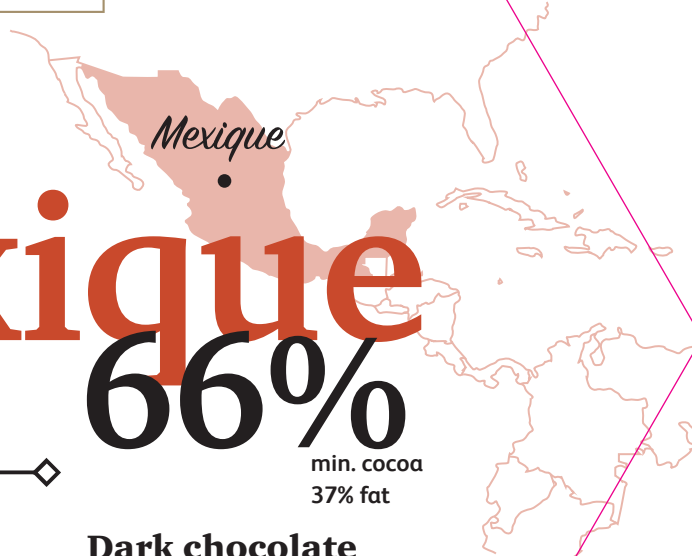 Mexique
xique
66%
min. cocoa
37% fat
Dark chocolate